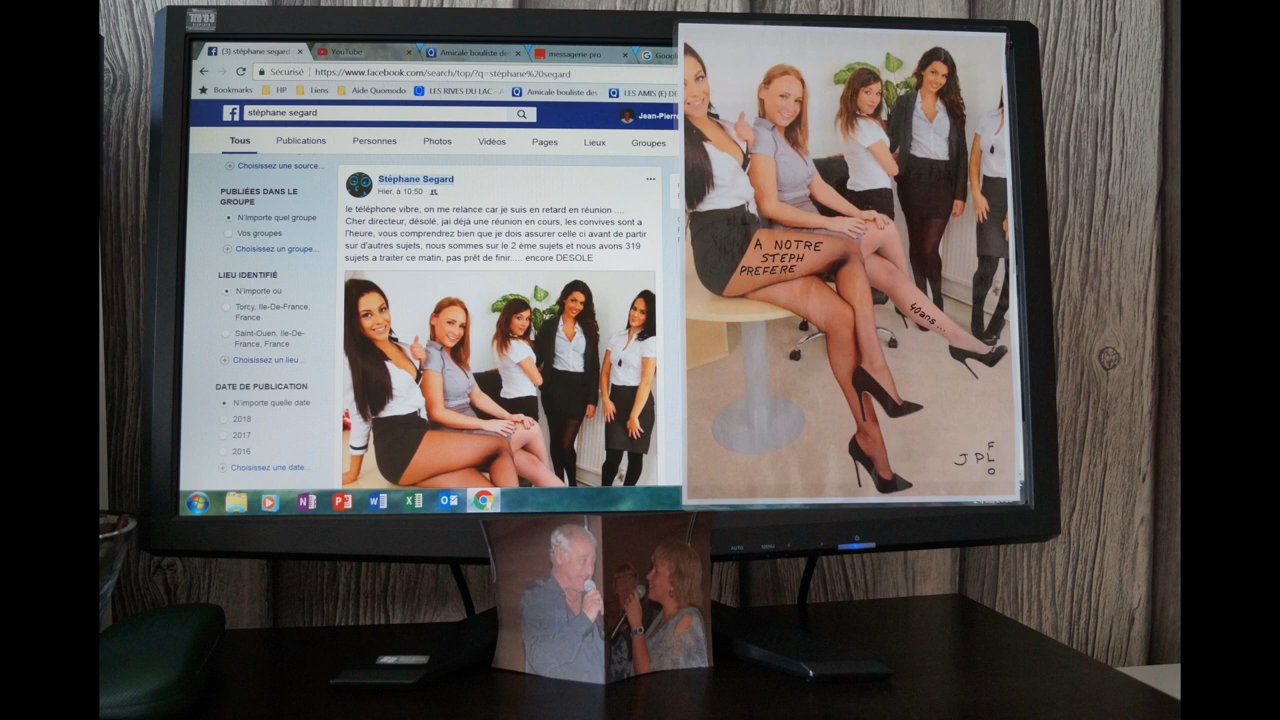 (3) stéphane segard
YouTube
Amicale bouliste de
messagerie pro
Googl
Sécurisé
https://www.facebook.com/search/top/?q=stéphane%20segard
Bookmarks
HP
Liens
Aide Quomodo
LES RIVES DU LAC - A
Amicale bouliste des
LES AMIS (E) DE
stéphane segard
Jean-Pierre
Tous
Publications
Personnes
Photos
Vidéos
Pages
Lieux
Groupes
Choisissez une source...
PUBLIÉES DANS LE
GROUPE
N'importe quel groupe
Vos groupes
Choisissez un groupe...
LIEU IDENTIFIÉ
N'importe où
Torcy, Ile-De-France,
France
Saint-Ouen, Ile-De-
France, France
Choisissez un lieu...
DATE DE PUBLICATION
N'importe quelle date
2018
2017
2016
Choisissez une date...
Stéphane Segard
Hier, à 10:50
le téléphone vibre, on me relance car je suis en retard en réunion ....
Cher directeur, désolé, jai déjà une réunion en cours, les convives sont a
l'heure, vous comprendrez bien que je dois assurer celle ci avant de partir
sur d'autres sujets, nous sommes sur le 2 ème sujets et nous avons 319
sujets a traiter ce matin, pas prêt de finir..... encore DESOLE
A NOTRE
STEPH
PREFERE
40ans...
JPL
FLO
AUTO
MENU